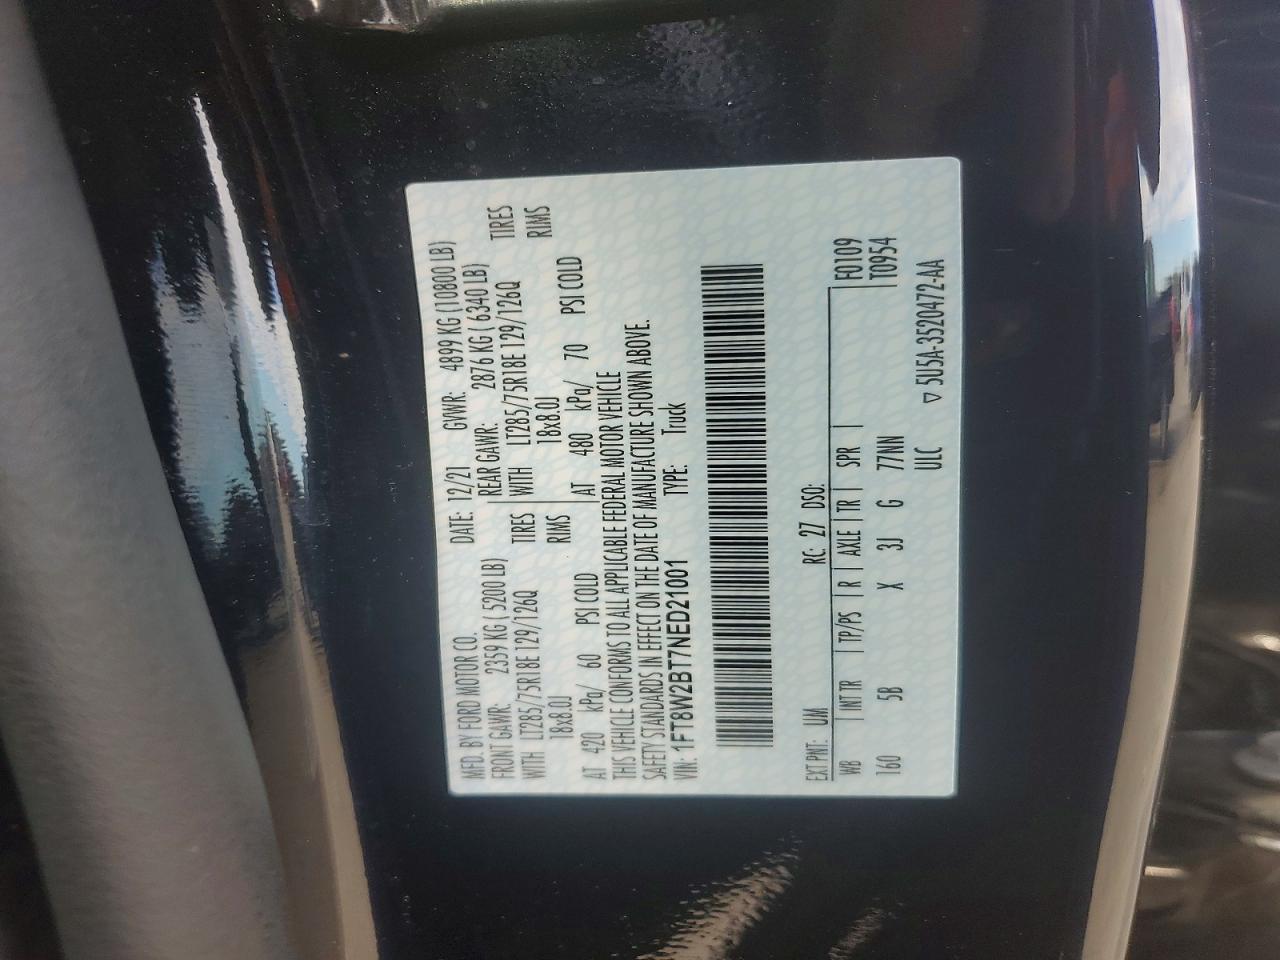 MFD. BY FORD MOTOR CO.
DATE: 12/21 GVWR: 4899 KG (10800 LB)
FRONT GAWR: 2359 KG ( 5200 LB) REAR GAWR: 2876 KG ( 6340 LB)
WITH LT285/75R18E 129/126Q TIRES WITH LT285/75R18E 129/126Q TIRES
18x8.0J RIMS 18x8.0J RIMS
AT 420 kPa/ 60 PSI COLD AT 480 kPa/ 70 PSI COLD
THIS VEHICLE CONFORMS TO ALL APPLICABLE FEDERAL MOTOR VEHICLE
SAFETY STANDARDS IN EFFECT ON THE DATE OF MANUFACTURE SHOWN ABOVE.
VIN: 1FT8W2BT7NED21001 TYPE: Truck
EXT PNT: UM RC: 27 DSO:
F0109
WB INT TR TP/PS R AXLE TR SPR T0954
160 5B X 3J G 77NN
ULC ▽ 5U5A-3520472-AA